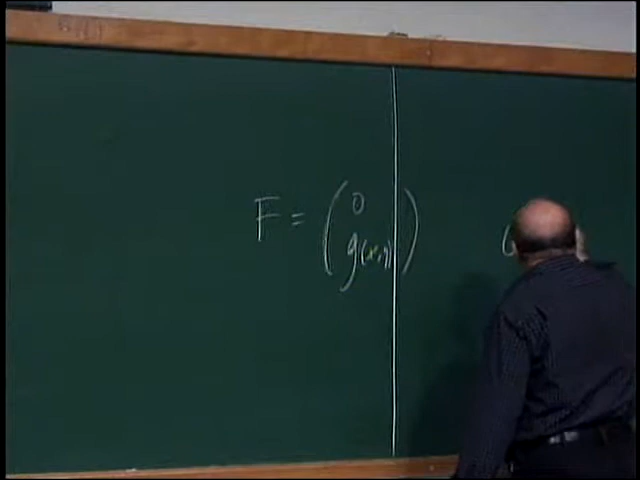 F = ( 0
g(x,y) )